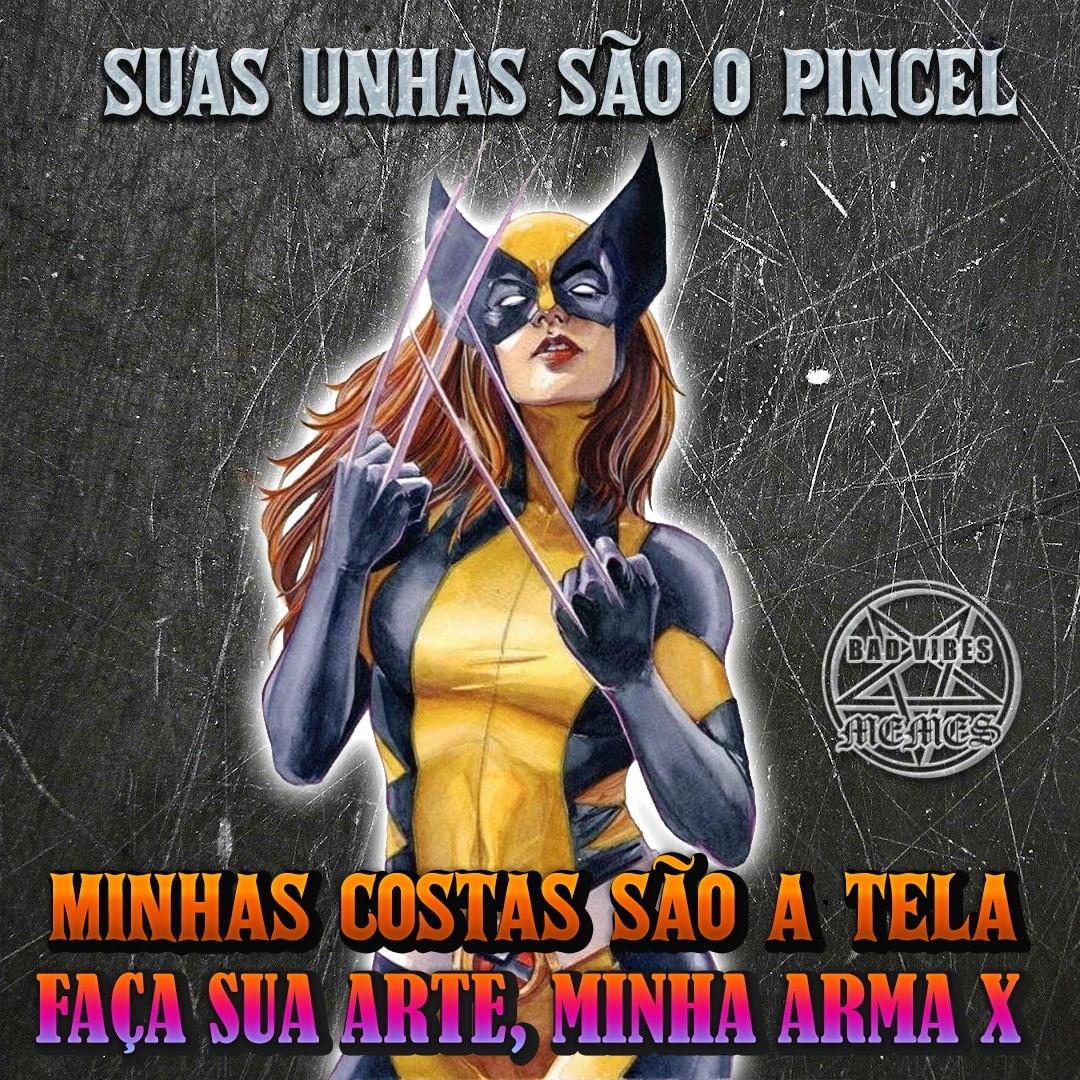 SUAS UNHAS SÃO O PINCEL
BAD VIBES
MEMES
MINHAS COSTAS SÃO A TELA
FAÇA SUA ARTE, MINHA ARMA X